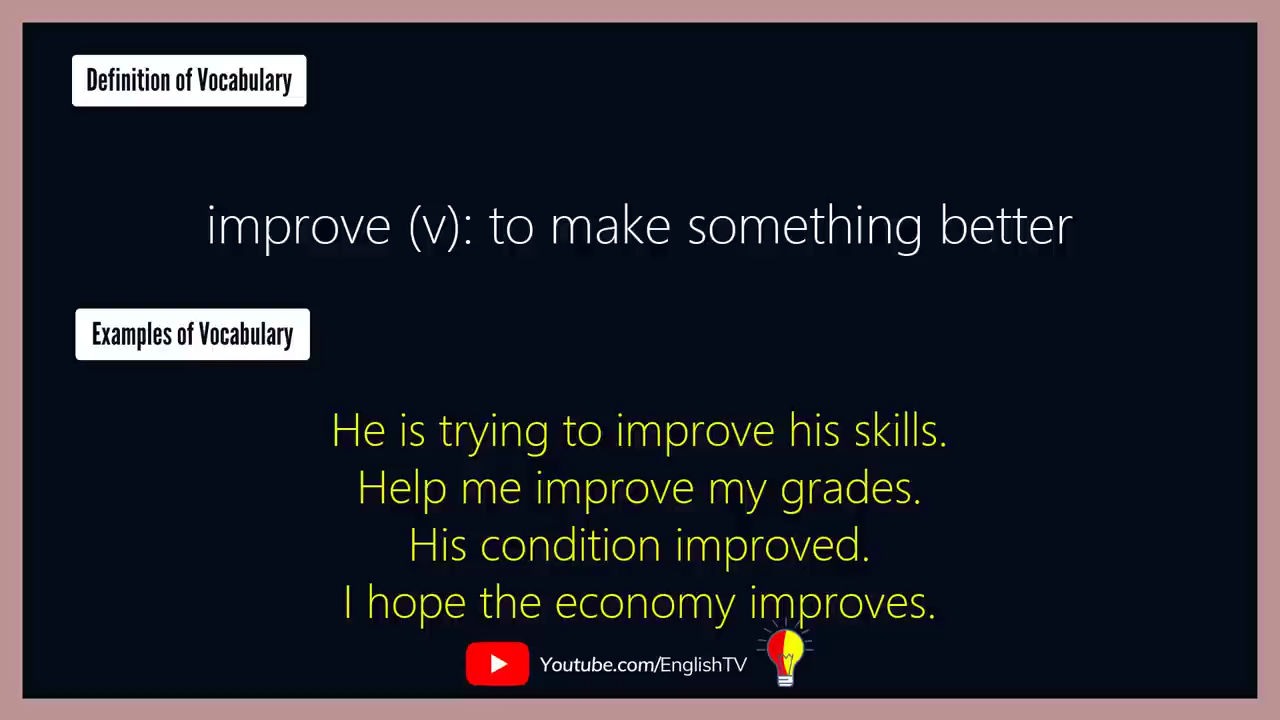 Definition of Vocabulary
improve (v): to make something better
Examples of Vocabulary
He is trying to improve his skills.
Help me improve my grades.
His condition improved.
I hope the economy improves.
Youtube.com/EnglishTV